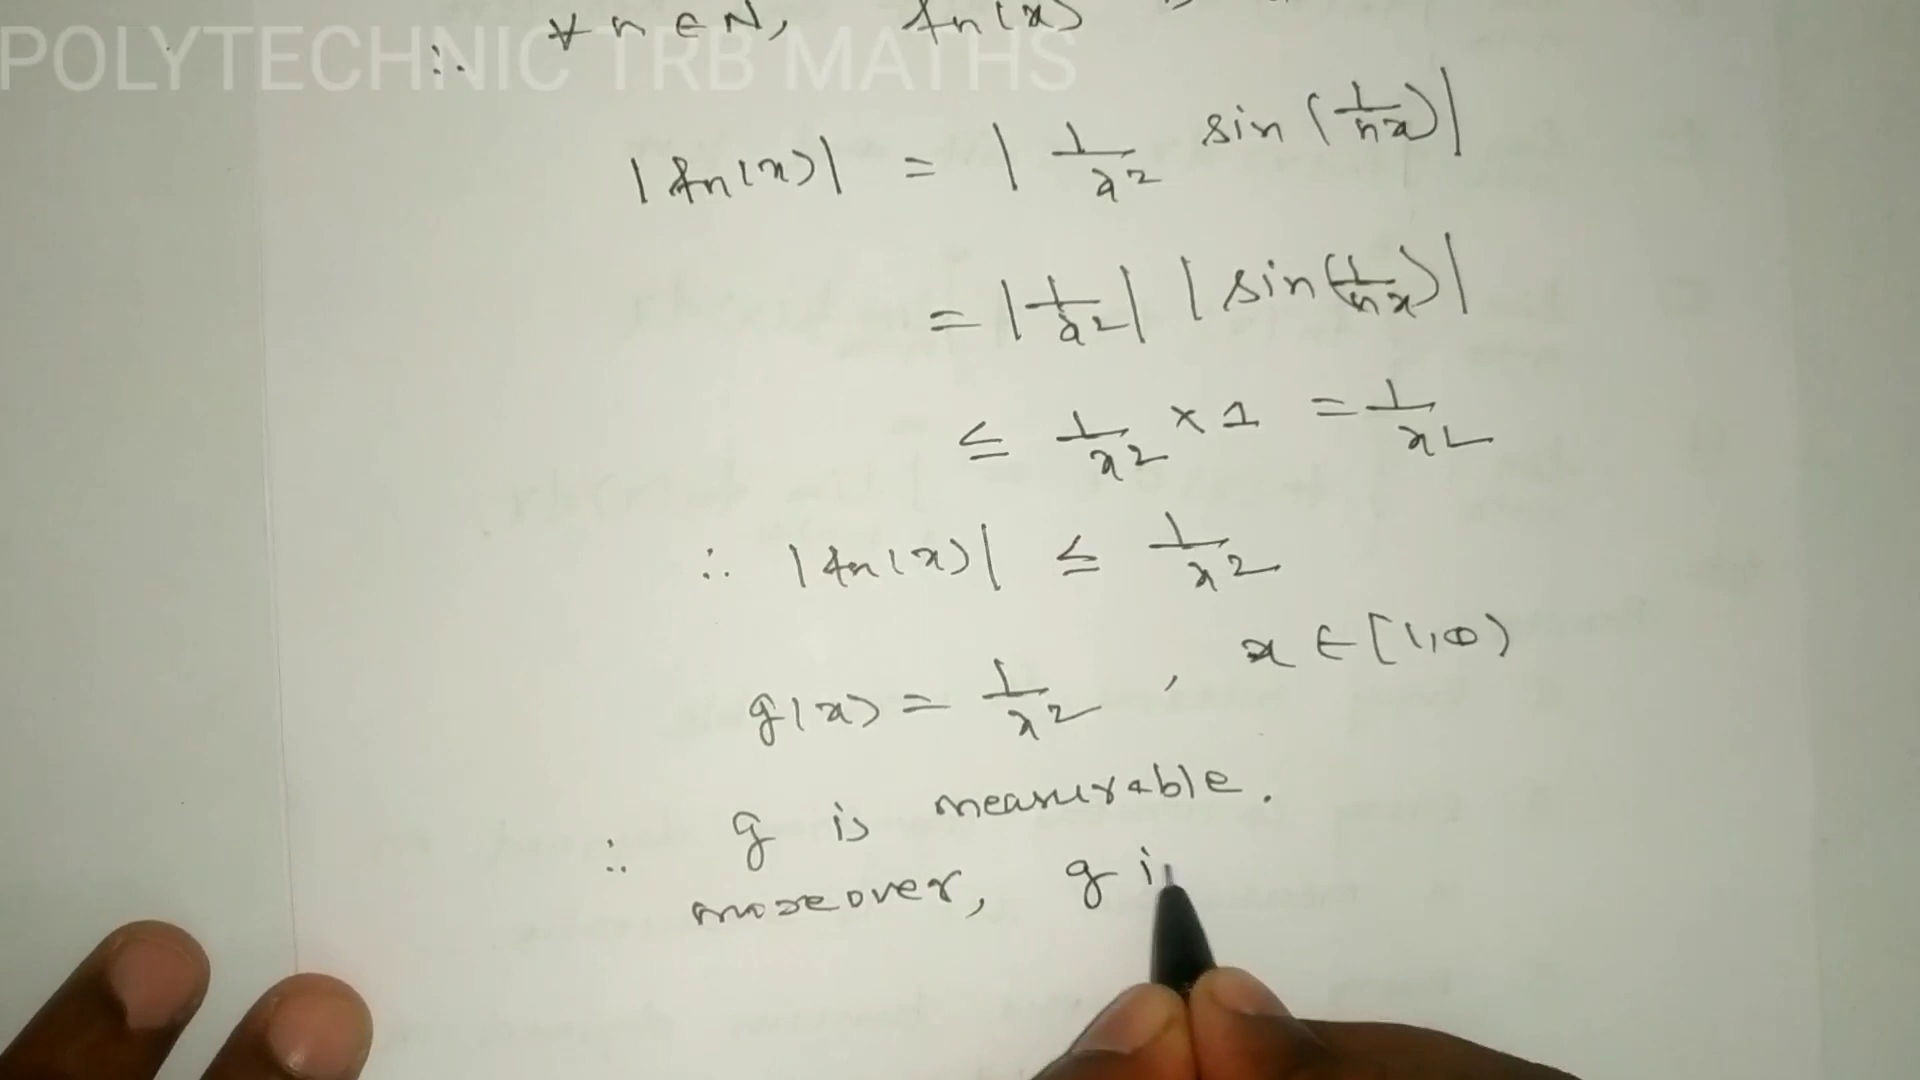 POLYTECHNIC TRB MATHS
∴ ∀ n ∈ N, fn(x)
|fn(x)| = | 1/x² sin(1/nx)|
= |1/x²| |sin(1/nx)|
≤ 1/x² × 1 = 1/x²
∴ |fn(x)| ≤ 1/x²
g(x) = 1/x² , x ∈ [1,∞)
∴ g is measurable.
moreover, g i